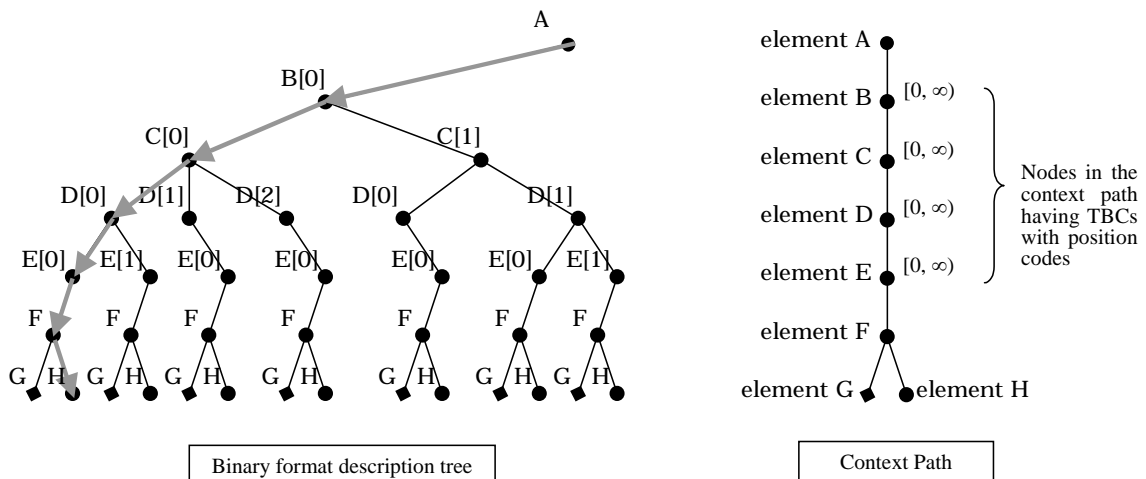 A
B[0]
C[0] C[1]
D[0] D[1] D[2] D[0] D[1]
E[0] E[1] E[0] E[0] E[0] E[0] E[1]
F F F F F F F
G H G H G H G H G H G H G H
Binary format description tree
element A
element B [0, ∞)
element C [0, ∞)
element D [0, ∞)
element E [0, ∞)
element F
element G element H
Nodes in the
context path
having TBCs
with position
codes
Context Path